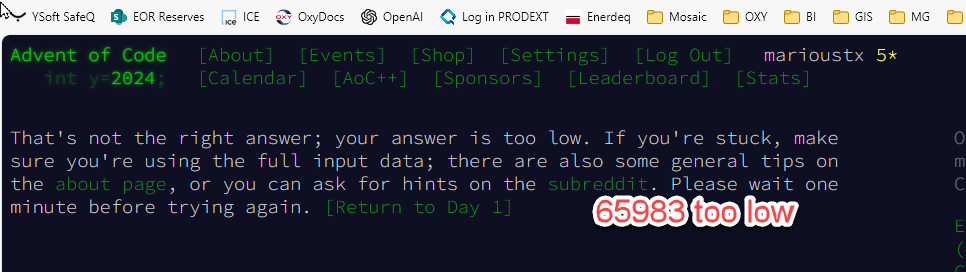 YSoft SafeQ EOR Reserves ICE ICE OxyDocs OXY OpenAI Log in PRODEXT Enerdeq Mosaic OXY BI GIS MG
Advent of Code [About] [Events] [Shop] [Settings] [Log Out] marioustx 5*
int y=2024; [Calendar] [AoC++] [Sponsors] [Leaderboard] [Stats]
That's not the right answer; your answer is too low. If you're stuck, make
sure you're using the full input data; there are also some general tips on
the about page, or you can ask for hints on the subreddit. Please wait one
minute before trying again. [Return to Day 1]
65983 too low